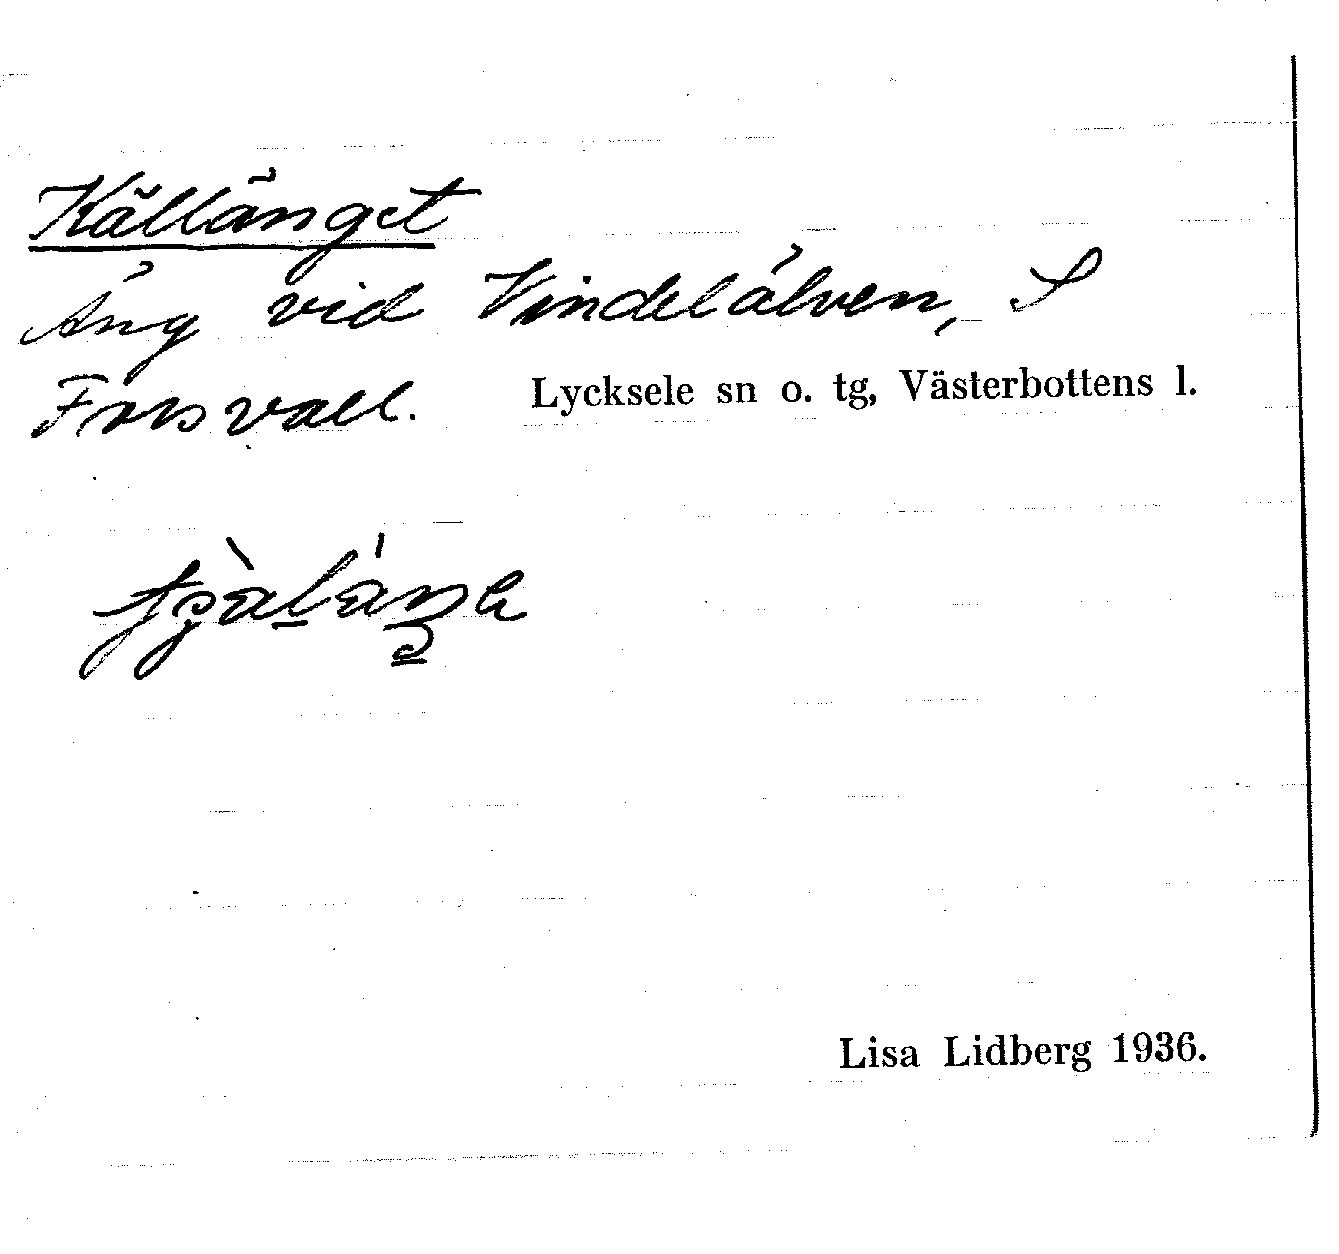 Källänget
Äng vid Vindelälven, S
Forsvall. Lycksele sn o. tg, Västerbottens l.
Lisa Lidberg 1936.